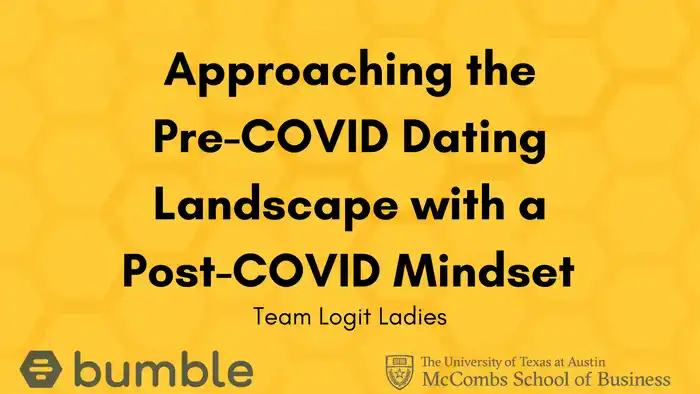 Approaching the
Pre-COVID Dating
Landscape with a
Post-COVID Mindset
Team Logit Ladies
bumble
The University of Texas at Austin
McCombs School of Business